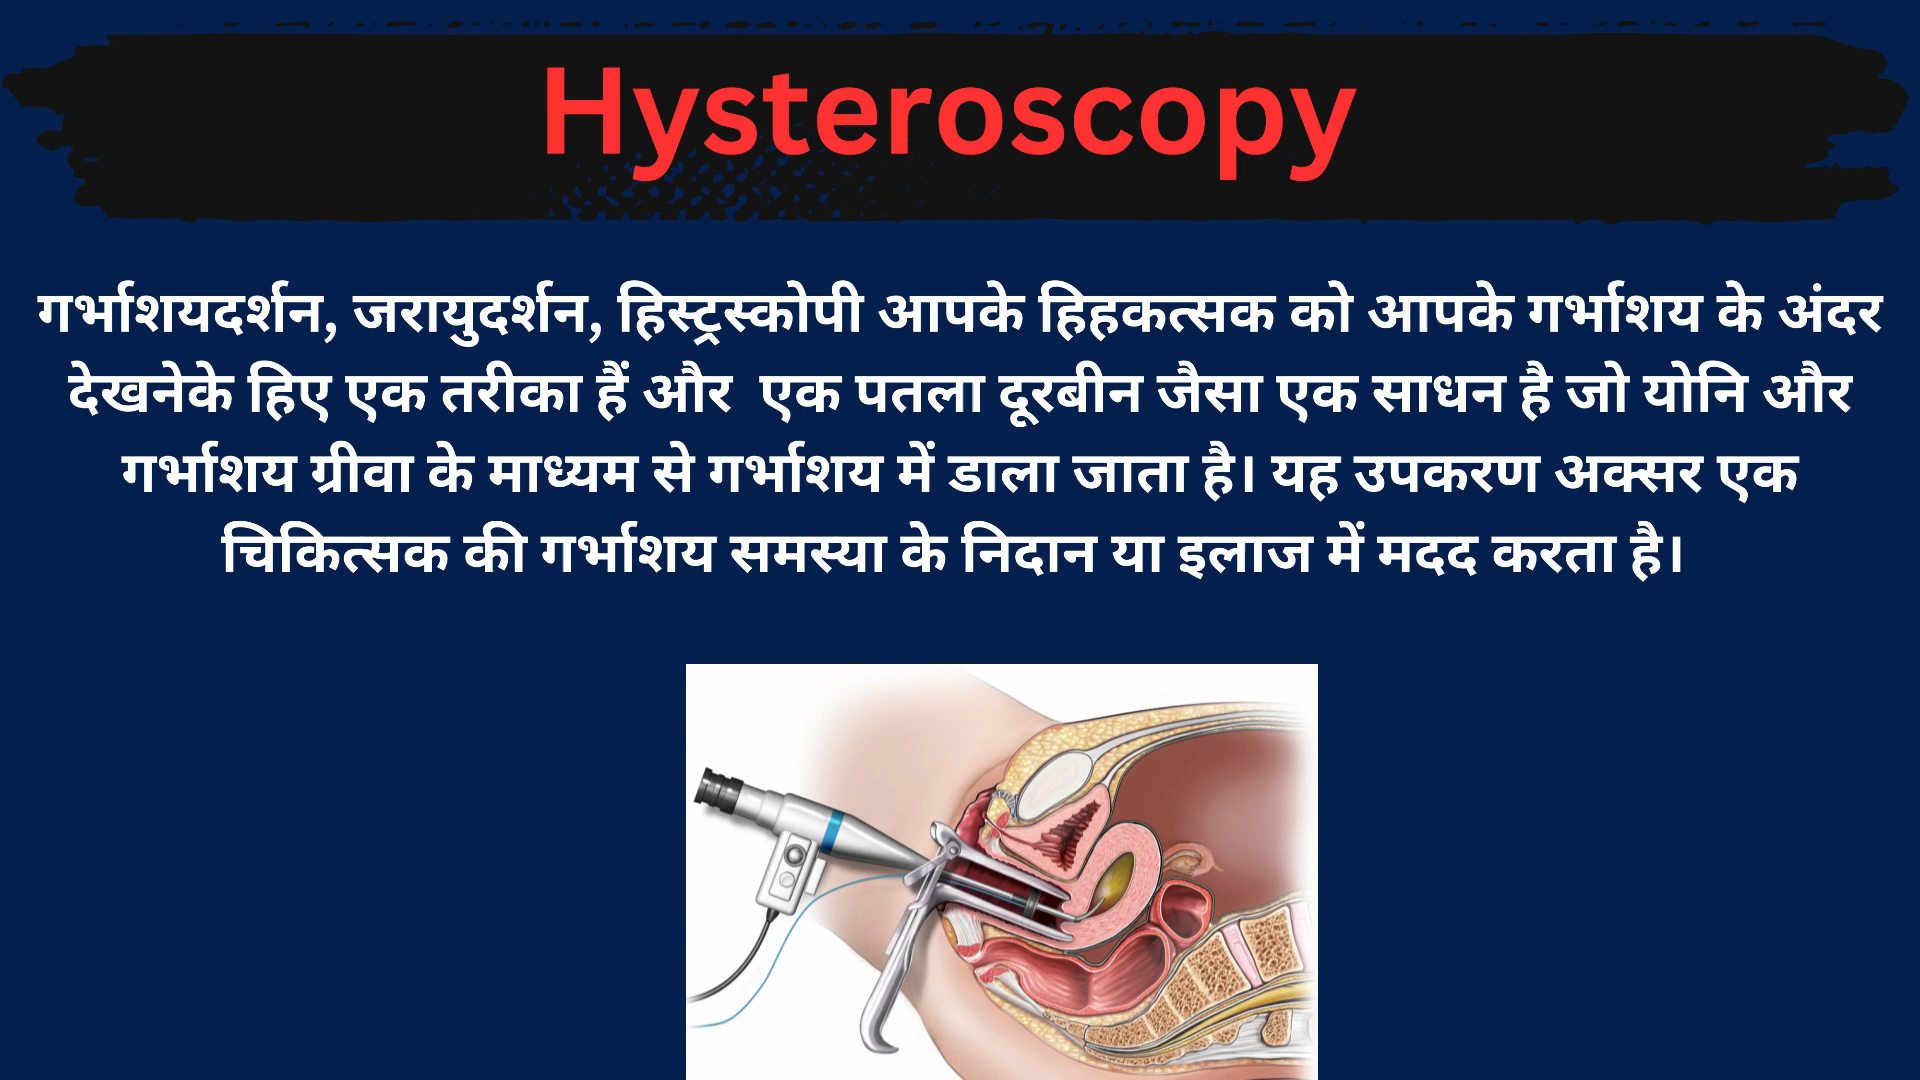 Hysteroscopy
गर्भाशयदर्शन, जरायुदर्शन, हिस्ट्रस्कोपी आपके हिहकत्सक को आपके गर्भाशय के अंदर
देखनेके हिए एक तरीका हैं और एक पतला दूरबीन जैसा एक साधन है जो योनि और
गर्भाशय ग्रीवा के माध्यम से गर्भाशय में डाला जाता है। यह उपकरण अक्सर एक
चिकित्सक की गर्भाशय समस्या के निदान या इलाज में मदद करता है।